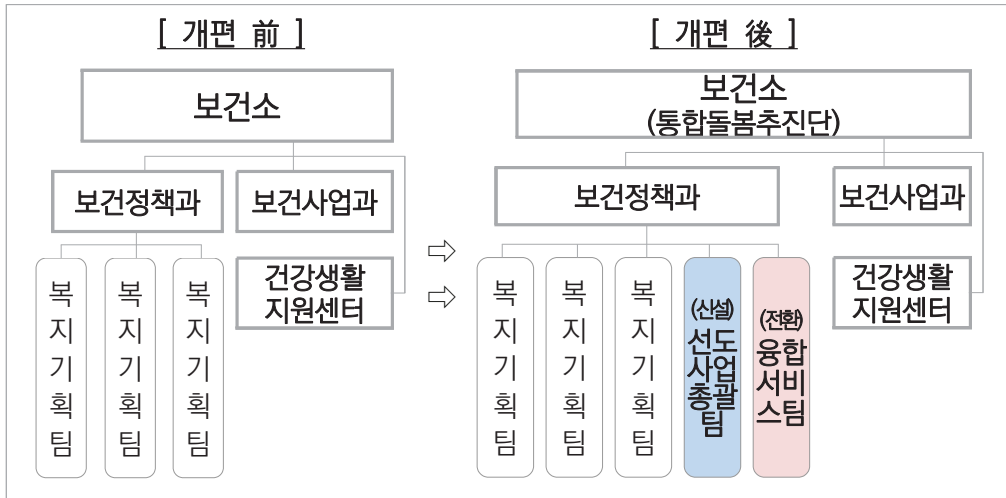 [ 개편 前 ]
보건소
보건정책과
보건사업과
건강생활
지원센터
복지기획팀
복지기획팀
복지기획팀
⇨
⇨
[ 개편 後 ]
보건소
(통합돌봄추진단)
보건정책과
보건사업과
건강생활
지원센터
복지기획팀
복지기획팀
복지기획팀
(신설)
선도
사업
총괄
팀
(전환)
융합
서비
스팀